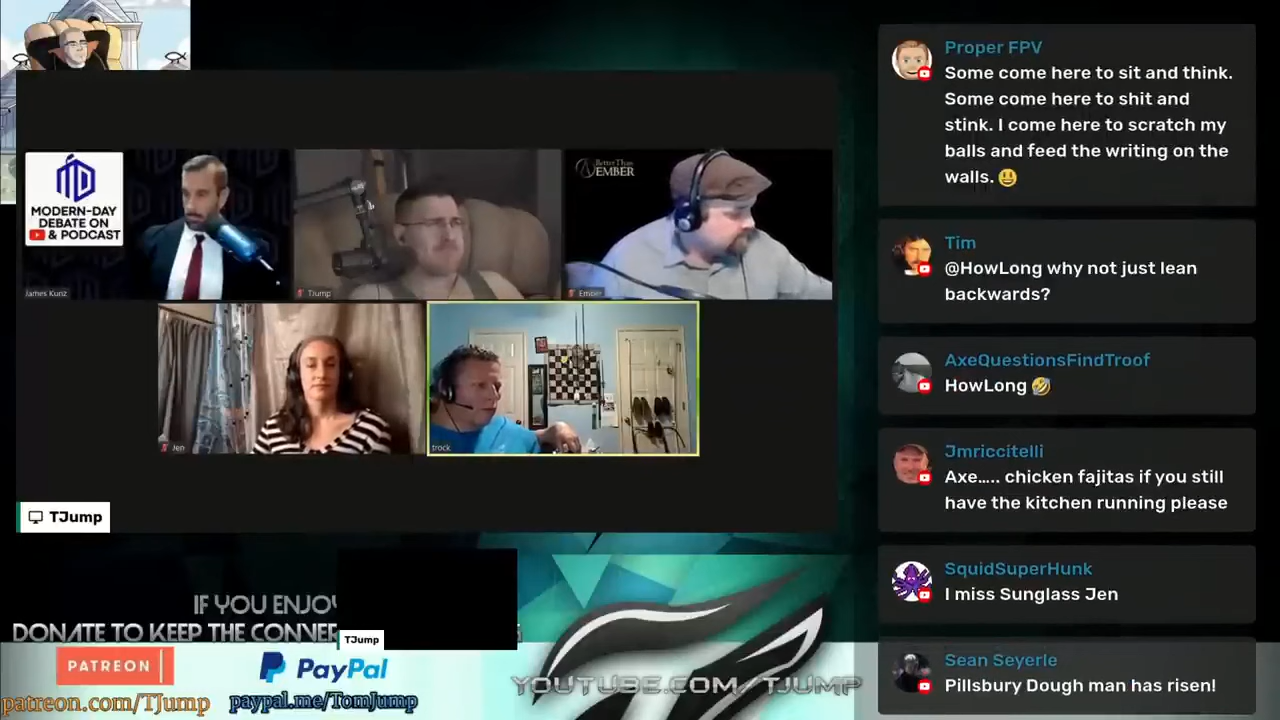 MODERN-DAY
DEBATE ON
& PODCAST
James Kunz
TJump
BETTER THAN
EMBER
Ember
Jen
trock
TJump
IF YOU ENJOY
DONATE TO KEEP THE CONVER
TJump
PATREON
PayPal
patreon.com/TJump
paypal.me/TomJump
YOUTUBE.COM/TJUMP
Proper FPV
Some come here to sit and think.
Some come here to shit and
stink. I come here to scratch my
balls and feed the writing on the
walls. 😃
Tim
@HowLong why not just lean
backwards?
AxeQuestionsFindTroof
HowLong 🤣
Jmriccitelli
Axe….. chicken fajitas if you still
have the kitchen running please
SquidSuperHunk
I miss Sunglass Jen
Sean Seyerle
Pillsbury Dough man has risen!